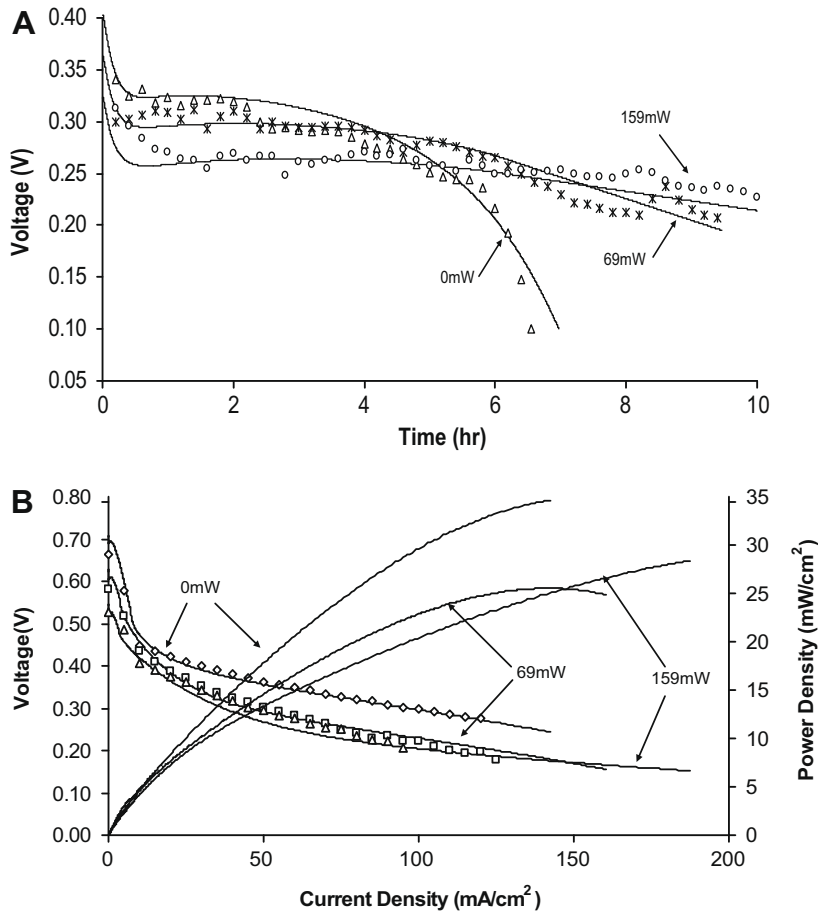 A
0.40
0.35
0.30
0.25
0.20
0.15
0.10
0.05
Voltage (V)
0
2
4
6
8
10
Time (hr)
159mW
69mW
0mW
B
0.80
0.70
0.60
0.50
0.40
0.30
0.20
0.10
0.00
Voltage(V)
0
50
100
150
200
Current Density (mA/cm²)
35
30
25
20
15
10
5
0
Power Density (mW/cm²)
0mW
69mW
159mW